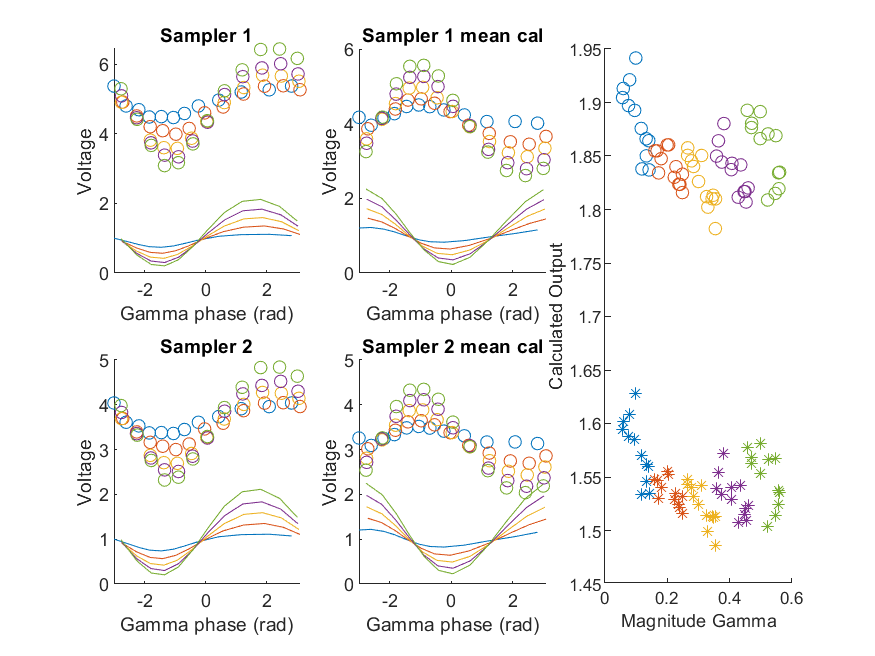 Sampler 1
6
4
2
0
Voltage
-2 0 2
Gamma phase (rad)
Sampler 1 mean cal
6
4
2
0
Voltage
-2 0 2
Gamma phase (rad)
Sampler 2
5
4
3
2
1
0
Voltage
-2 0 2
Gamma phase (rad)
Sampler 2 mean cal
5
4
3
2
1
0
Voltage
-2 0 2
Gamma phase (rad)
1.95
1.9
1.85
1.8
1.75
1.7
1.65
1.6
1.55
1.5
1.45
Calculated Output
0 0.2 0.4 0.6
Magnitude Gamma